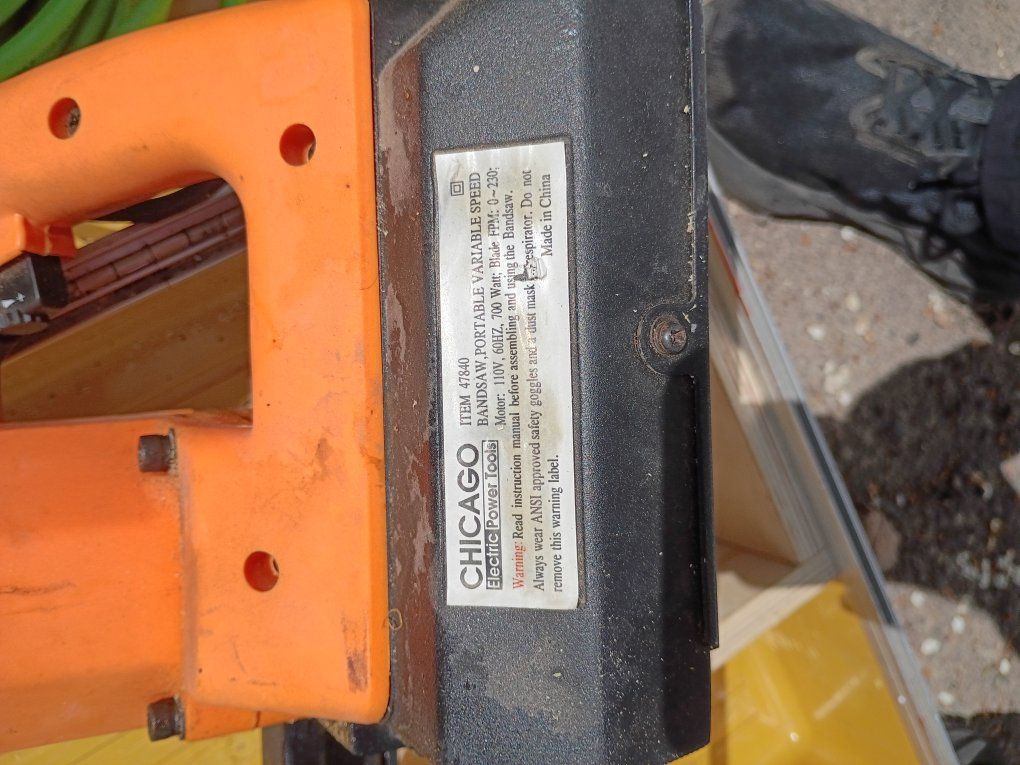 CHICAGO
Electric Power Tools
ITEM 47840
BANDSAW,PORTABLE VARIABLE SPEED
Motor: 110V, 60HZ, 700 Watt; Blade FPM: 0~230;
Warning: Read instruction manual before assembling and using the Bandsaw.
Always wear ANSI approved safety goggles and a dust mask respirator. Do not
remove this warning label.
Made in China